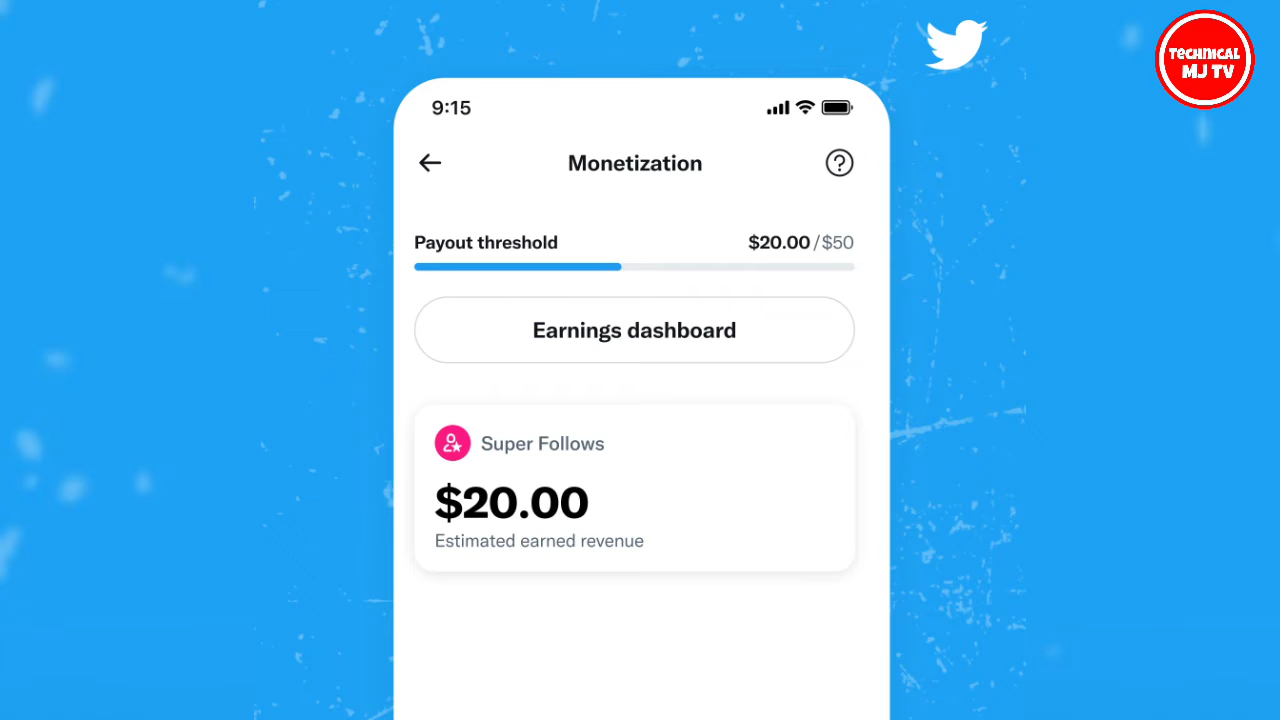 TECHNICAL
MJ TV
9:15
Monetization
Payout threshold
$20.00/$50
Earnings dashboard
Super Follows
$20.00
Estimated earned revenue